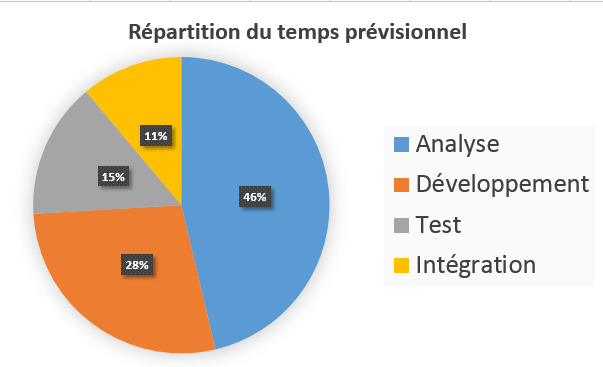 Répartition du temps prévisionnel
11%
15%
46%
28%
Analyse
Développement
Test
Intégration